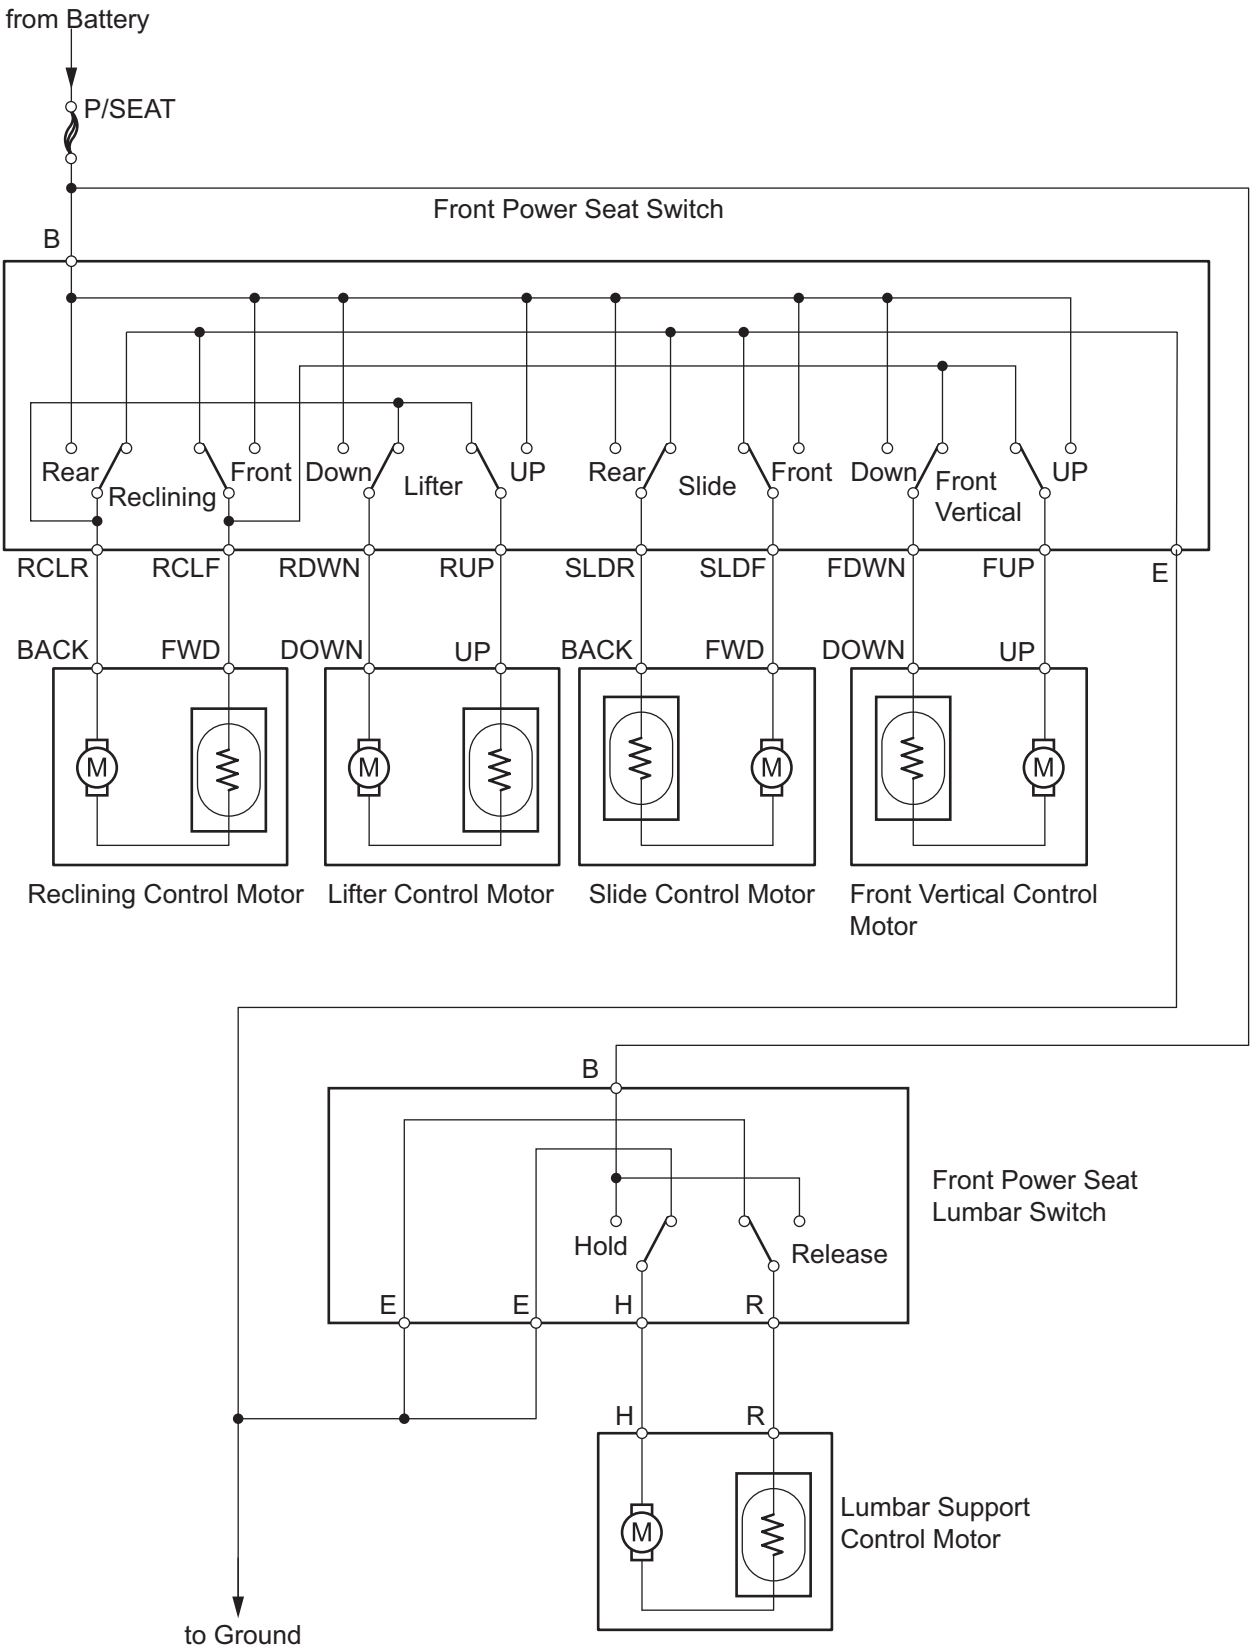 from Battery
P/SEAT
Front Power Seat Switch
B
Rear
Reclining
Front
Down
Lifter
UP
Rear
Slide
Front
Down
Front
Vertical
UP
RCLR
RCLF
RDWN
RUP
SLDR
SLDF
FDWN
FUP
E
BACK
FWD
DOWN
UP
BACK
FWD
DOWN
UP
M
M
M
M
Reclining Control Motor
Lifter Control Motor
Slide Control Motor
Front Vertical Control
Motor
B
Front Power Seat
Lumbar Switch
Hold
Release
E
E
H
R
H
R
M
Lumbar Support
Control Motor
to Ground